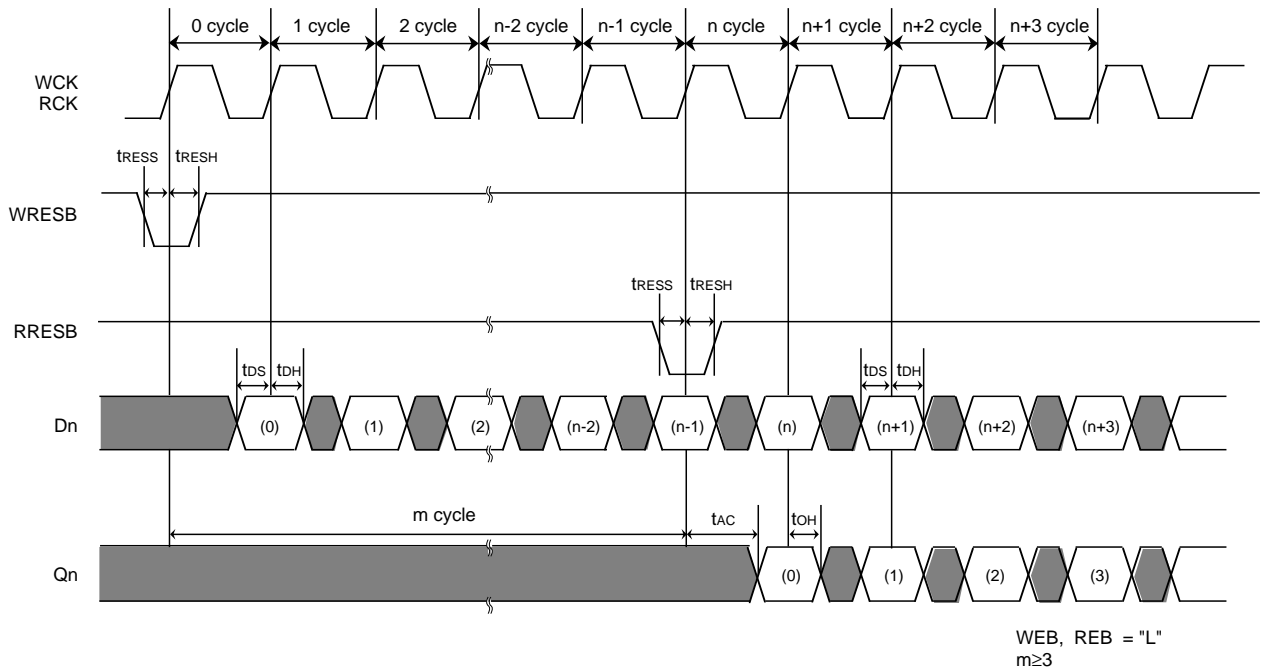 0 cycle 1 cycle 2 cycle n-2 cycle n-1 cycle n cycle n+1 cycle n+2 cycle n+3 cycle
WCK
RCK
tRESS tRESH
WRESB
tRESS tRESH
RRESB
tDS tDH tDS tDH
Dn (0) (1) (2) (n-2) (n-1) (n) (n+1) (n+2) (n+3)
m cycle tAC tOH
Qn (0) (1) (2) (3)
WEB, REB = "L"
m≥3